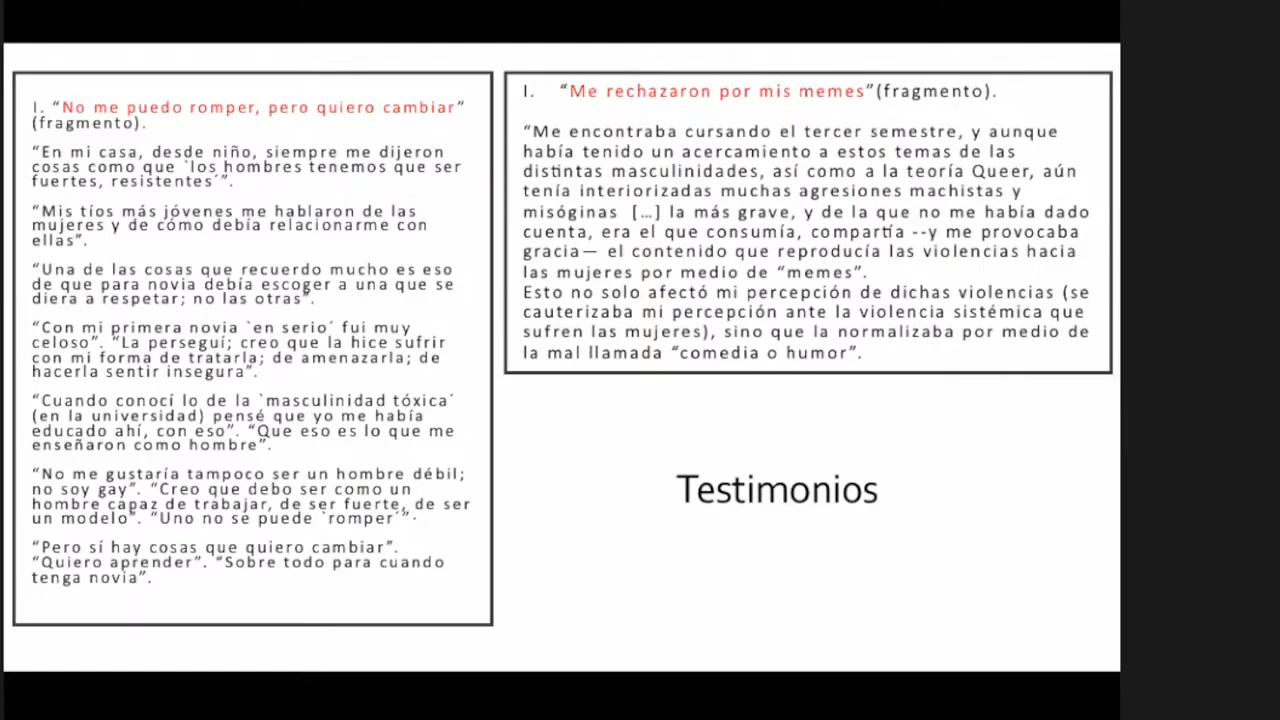 I. “No me puedo romper, pero quiero cambiar”
(fragmento).
“En mi casa, desde niño, siempre me dijeron
cosas como que `los hombres tenemos que ser
fuertes, resistentes´”.
“Mis tíos más jóvenes me hablaron de las
mujeres y de cómo debía relacionarme con
ellas”.
“Una de las cosas que recuerdo mucho es eso
de que para novia debía escoger a una que se
diera a respetar; no las otras”.
“Con mi primera novia `en serio´ fui muy
celoso”. “La perseguí; creo que la hice sufrir
con mi forma de tratarla; de amenazarla; de
hacerla sentir insegura”.
“Cuando conocí lo de la `masculinidad tóxica´
(en la universidad) pensé que yo me había
educado ahí, con eso”. “Que eso es lo que me
enseñaron como hombre”.
“No me gustaría tampoco ser un hombre débil;
no soy gay”. “Creo que debo ser como un
hombre capaz de trabajar, de ser fuerte, de ser
un modelo”. “Uno no se puede `romper´”.
“Pero sí hay cosas que quiero cambiar”.
“Quiero aprender”. “Sobre todo para cuando
tenga novia”.
I. “Me rechazaron por mis memes”(fragmento).
“Me encontraba cursando el tercer semestre, y aunque
había tenido un acercamiento a estos temas de las
distintas masculinidades, así como a la teoría Queer, aún
tenía interiorizadas muchas agresiones machistas y
misóginas […] la más grave, y de la que no me había dado
cuenta, era el que consumía, compartía --y me provocaba
gracia— el contenido que reproducía las violencias hacia
las mujeres por medio de “memes”.
Esto no solo afectó mi percepción de dichas violencias (se
cauterizaba mi percepción ante la violencia sistémica que
sufren las mujeres), sino que la normalizaba por medio de
la mal llamada “comedia o humor”.
Testimonios